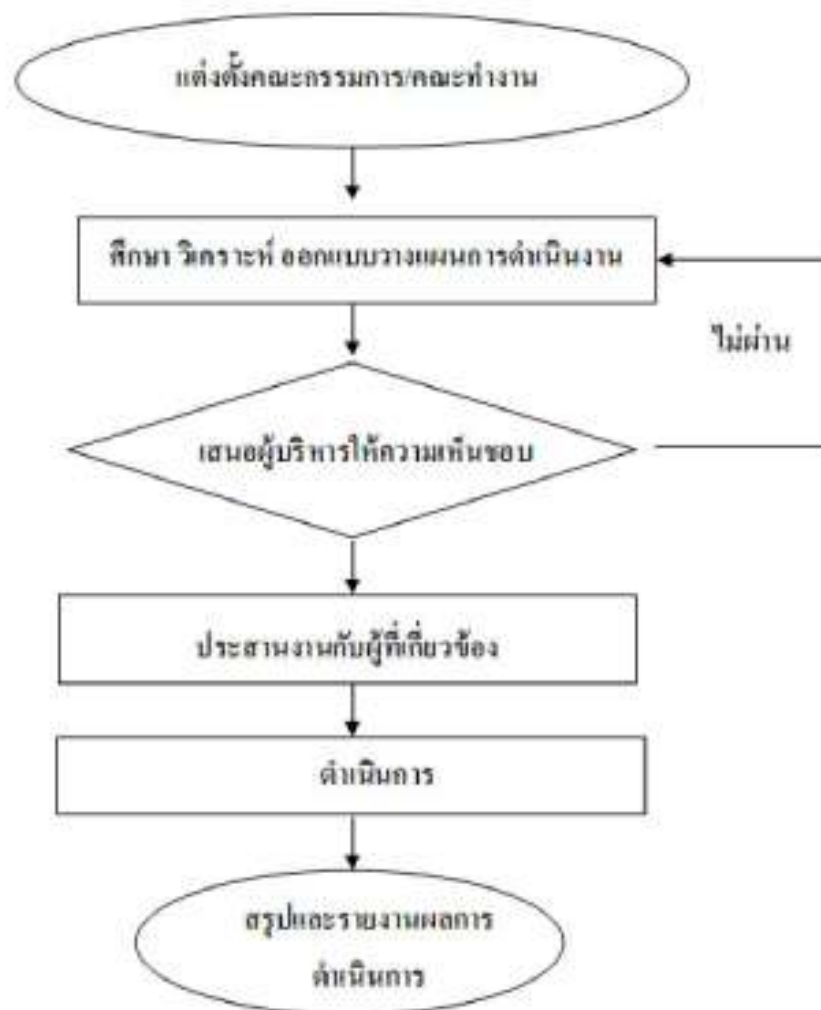 แต่งตั้งคณะกรรมการ/คณะทำงาน
ศึกษา วิเคราะห์ ออกแบบวางแผนการดำเนินงาน
ไม่ผ่าน
เสนอผู้บริหารให้ความเห็นชอบ
ประสานงานกับผู้ที่เกี่ยวข้อง
ดำเนินการ
สรุปและรายงานผลการ
ดำเนินการ